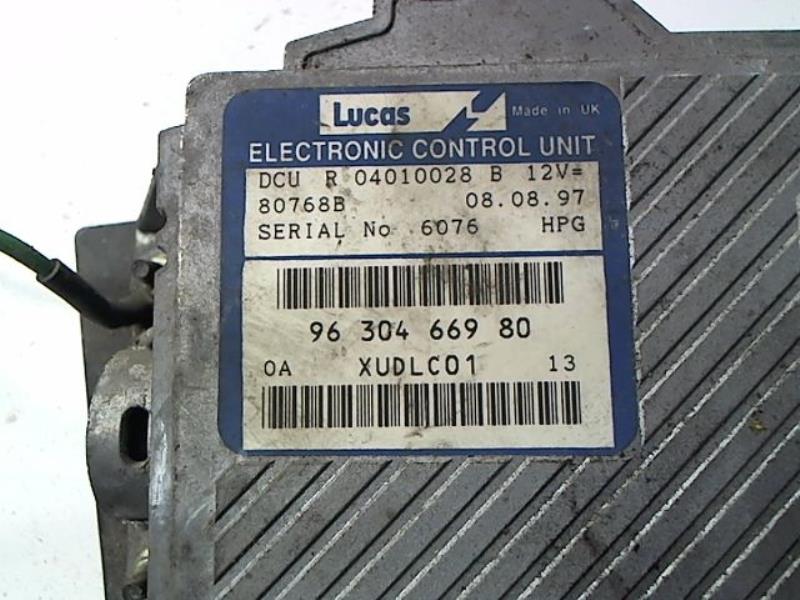 Lucas Made in UK
ELECTRONIC CONTROL UNIT
DCU R 04010028 B 12V=
80768B 08.08.97
SERIAL No 6076 HPG
96 304 669 80
0A XUDLC01 13